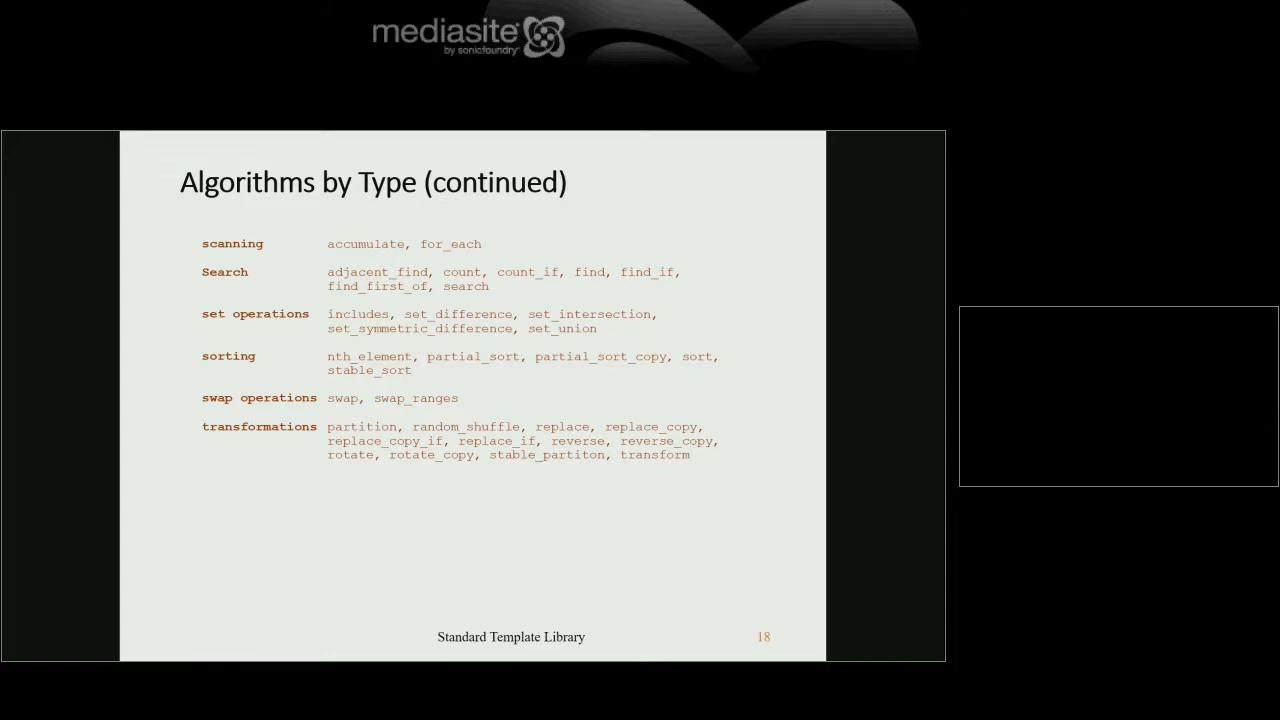 mediasite
by sonicfoundry
Algorithms by Type (continued)
scanning accumulate, for_each
Search adjacent_find, count, count_if, find, find_if,
find_first_of, search
set operations includes, set_difference, set_intersection,
set_symmetric_difference, set_union
sorting nth_element, partial_sort, partial_sort_copy, sort,
stable_sort
swap operations swap, swap_ranges
transformations partition, random_shuffle, replace, replace_copy,
replace_copy_if, replace_if, reverse, reverse_copy,
rotate, rotate_copy, stable_partiton, transform
Standard Template Library 18